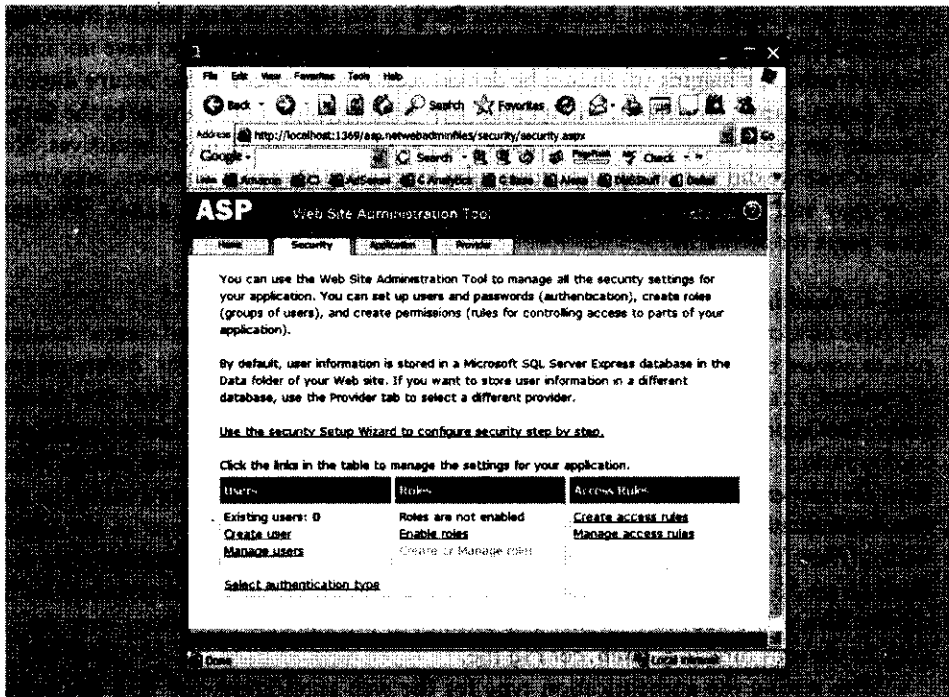 File Edit View Favorites Tools Help
Back Search Favorites
Address http://localhost:1369/asp.netwebadminfiles/security/security.aspx Go
Google Search PageRank Check
Links Amazon AdSense Alexa
ASP Web Site Administration Tool
Home Security Application Provider
You can use the Web Site Administration Tool to manage all the security settings for
your application. You can set up users and passwords (authentication), create roles
(groups of users), and create permissions (rules for controlling access to parts of your
application).
By default, user information is stored in a Microsoft SQL Server Express database in the
Data folder of your Web site. If you want to store user information in a different
database, use the Provider tab to select a different provider.
Use the security Setup Wizard to configure security step by step.
Click the links in the table to manage the settings for your application.
Users Roles Access Rules
Existing users: 0 Roles are not enabled Create access rules
Create user Enable roles Manage access rules
Manage users Create or Manage roles
Select authentication type
Done Local intranet